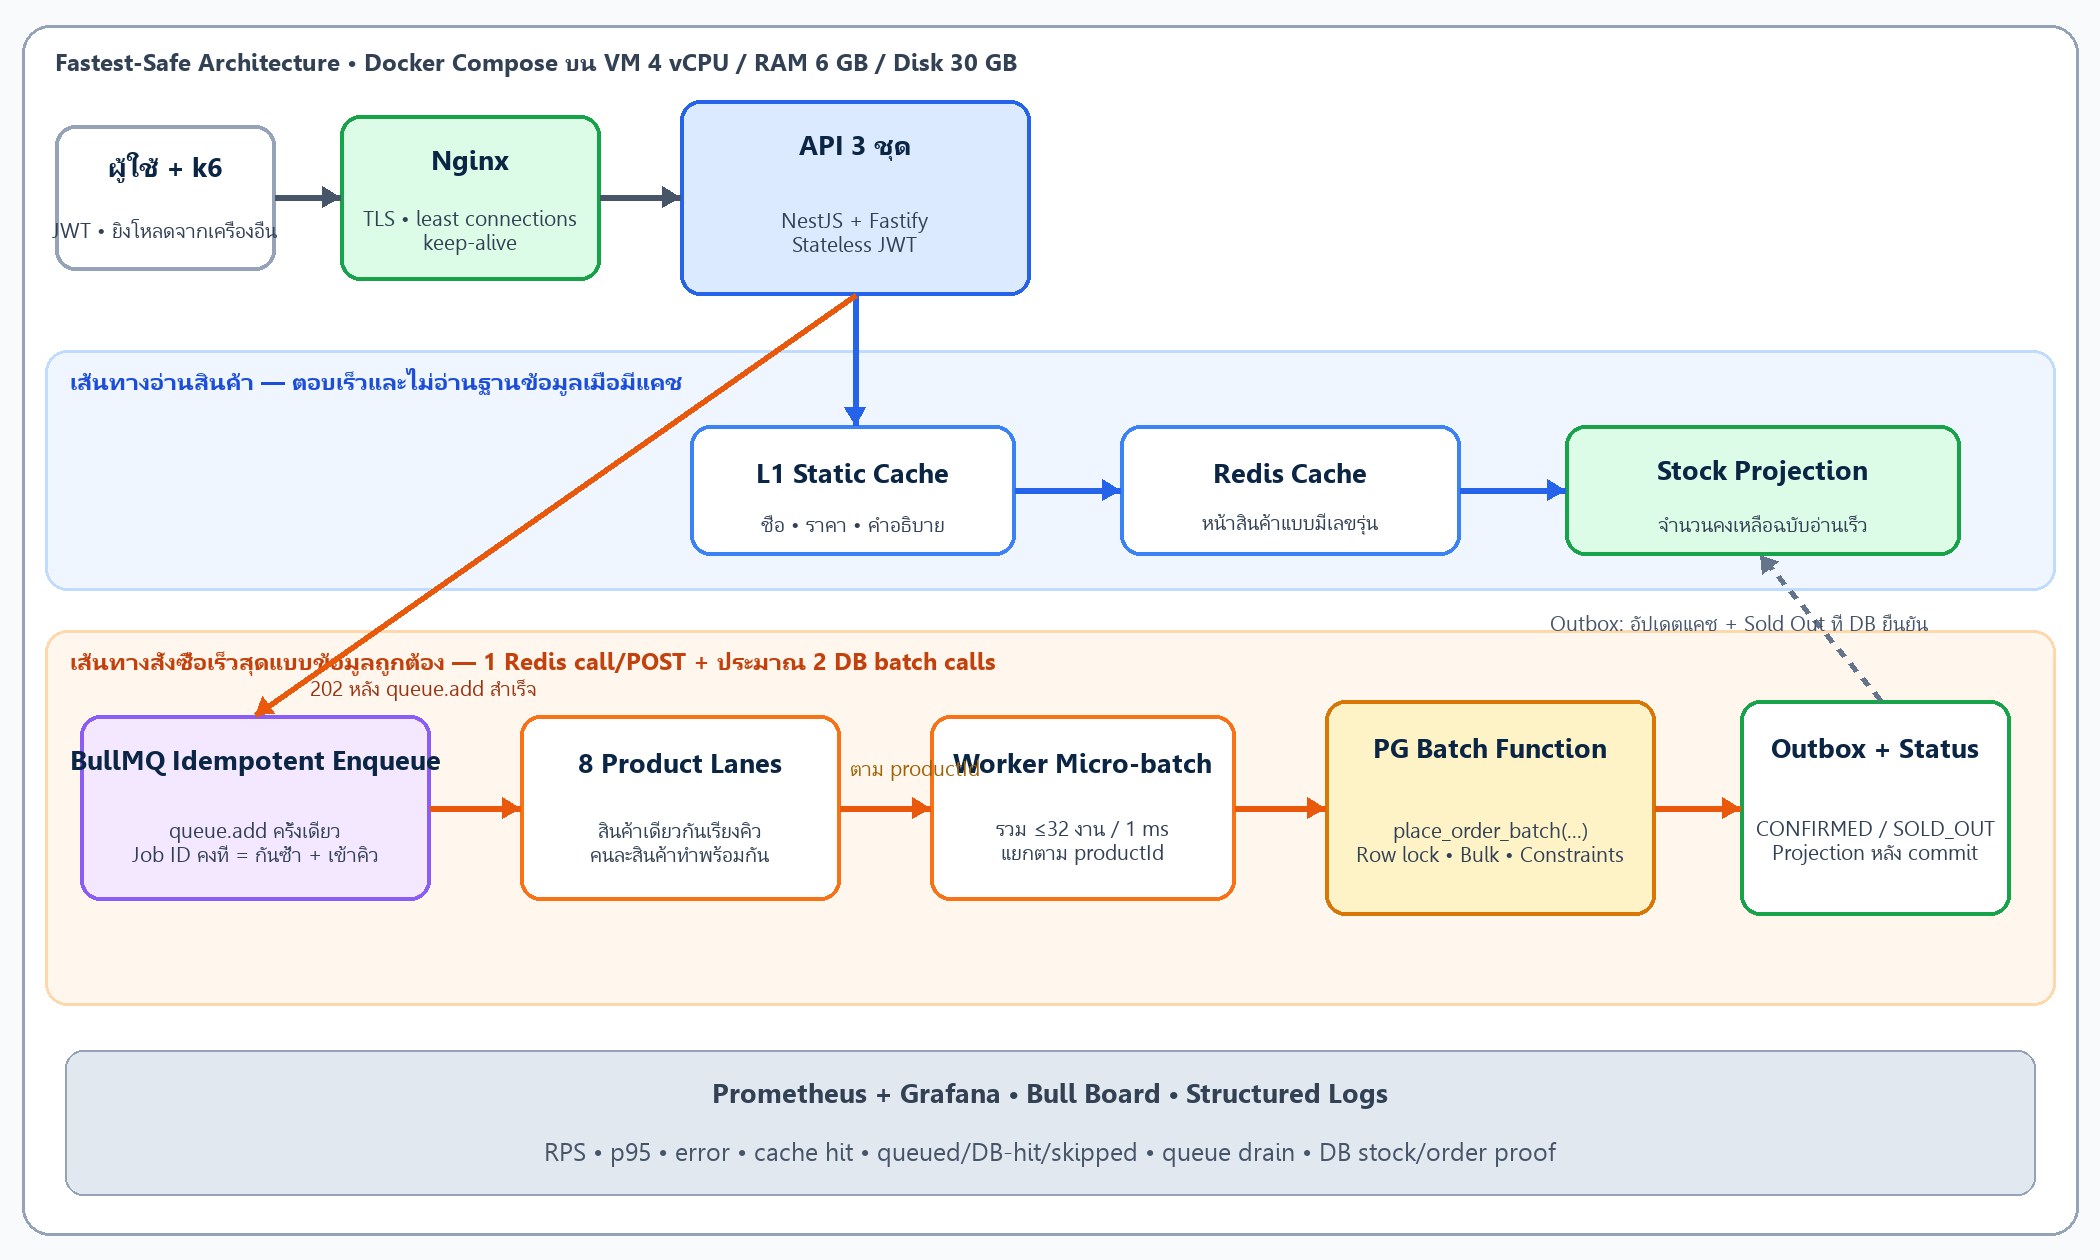 Fastest-Safe Architecture • Docker Compose บน VM 4 vCPU / RAM 6 GB / Disk 30 GB
ผู้ใช้ + k6
JWT • ยิงโหลดจากเครื่องอื่น
Nginx
TLS • least connections
keep-alive
API 3 ชุด
NestJS + Fastify
Stateless JWT
เส้นทางอ่านสินค้า — ตอบเร็วและไม่อ่านฐานข้อมูลเมื่อมีแคช
L1 Static Cache
ชื่อ • ราคา • คำอธิบาย
Redis Cache
หน้าสินค้าแบบมีเลขรุ่น
Stock Projection
จำนวนคงเหลือฉบับอ่านเร็ว
Outbox: อัปเดตแคช + Sold Out ที่ DB ยืนยัน
เส้นทางสั่งซื้อเร็วสุดแบบข้อมูลถูกต้อง — 1 Redis call/POST + ประมาณ 2 DB batch calls
202 หลัง queue.add สำเร็จ
BullMQ Idempotent Enqueue
queue.add ครั้งเดียว
Job ID คงที่ = กันซ้ำ + เข้าคิว
8 Product Lanes
สินค้าเดียวกันเรียงคิว
คนละสินค้าทำพร้อมกัน
ตาม productId
Worker Micro-batch
รวม ≤32 งาน / 1 ms
แยกตาม productId
PG Batch Function
place_order_batch(...)
Row lock • Bulk • Constraints
Outbox + Status
CONFIRMED / SOLD_OUT
Projection หลัง commit
Prometheus + Grafana • Bull Board • Structured Logs
RPS • p95 • error • cache hit • queued/DB-hit/skipped • queue drain • DB stock/order proof